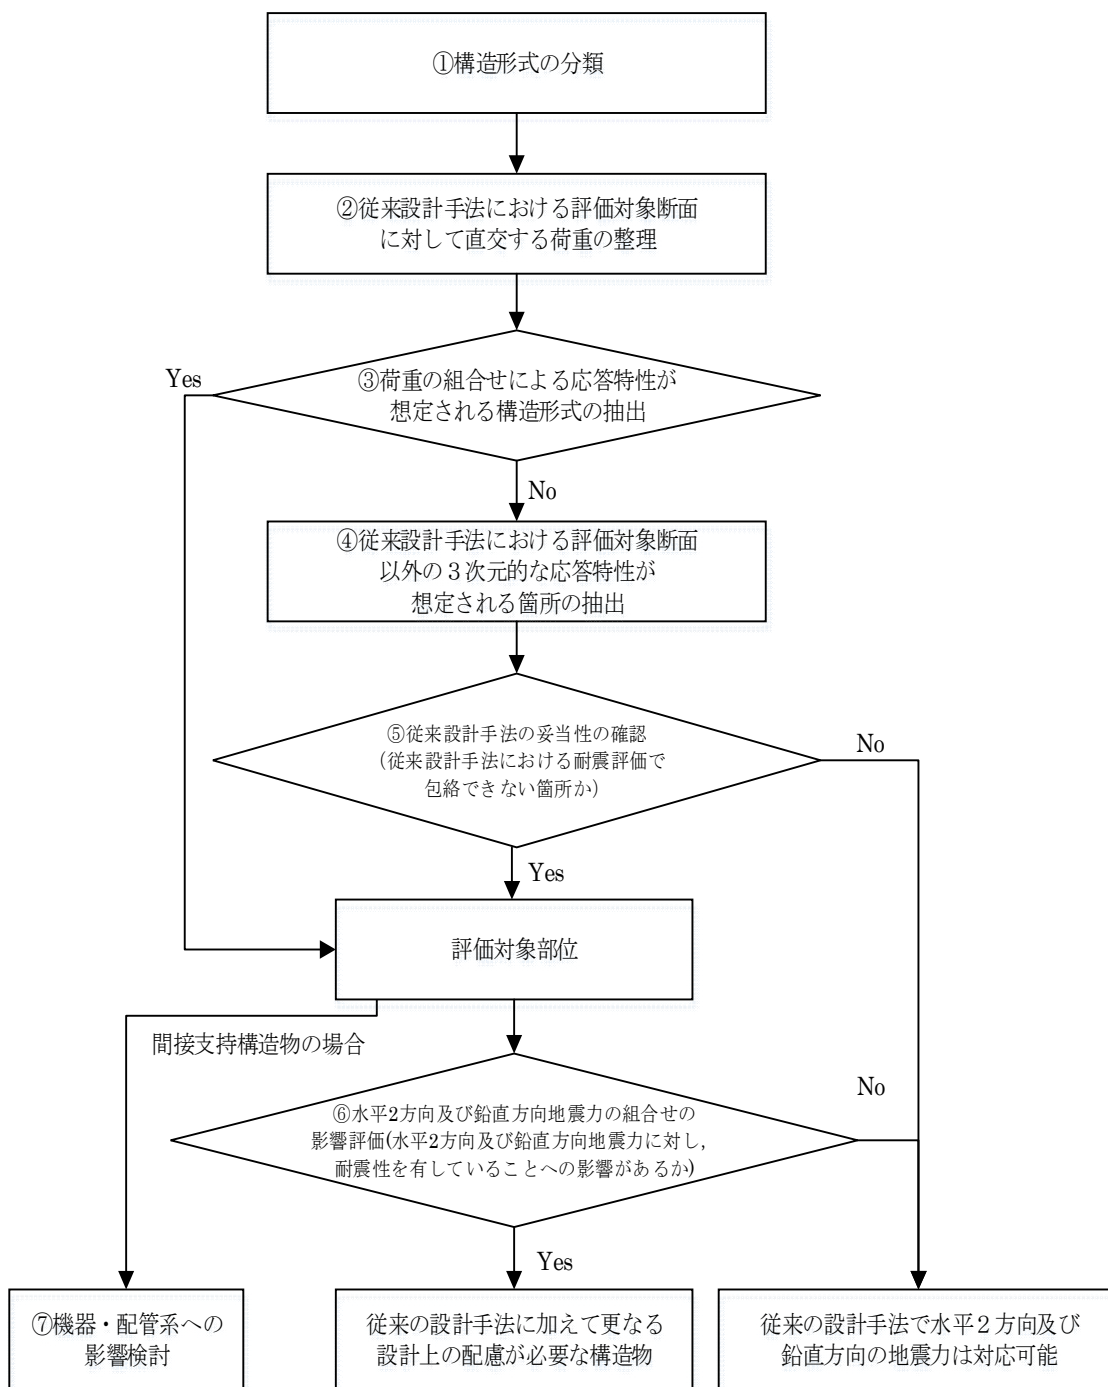 ①構造形式の分類
②従来設計手法における評価対象断面
に対して直交する荷重の整理
Yes
③荷重の組合せによる応答特性が
想定される構造形式の抽出
No
④従来設計手法における評価対象断面
以外の３次元的な応答特性が
想定される箇所の抽出
⑤従来設計手法の妥当性の確認
（従来設計手法における耐震評価で
包絡できない箇所か）
No
Yes
評価対象部位
間接支持構造物の場合
No
⑥水平2方向及び鉛直方向地震力の組合せの
影響評価(水平2方向及び鉛直方向地震力に対し，
耐震性を有していることへの影響があるか)
Yes
⑦機器・配管系への
影響検討
従来の設計手法に加えて更なる
設計上の配慮が必要な構造物
従来の設計手法で水平２方向及び
鉛直方向の地震力は対応可能